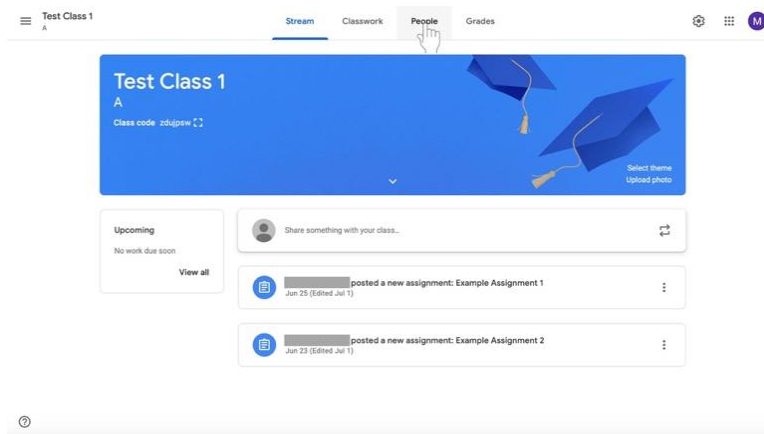 Test Class 1
A
Stream Classwork People Grades
M
Test Class 1
A
Class code zdujpsw
Select theme
Upload photo
Upcoming
No work due soon
View all
Share something with your class...
posted a new assignment: Example Assignment 1
Jun 25 (Edited Jul 1)
posted a new assignment: Example Assignment 2
Jun 23 (Edited Jul 1)